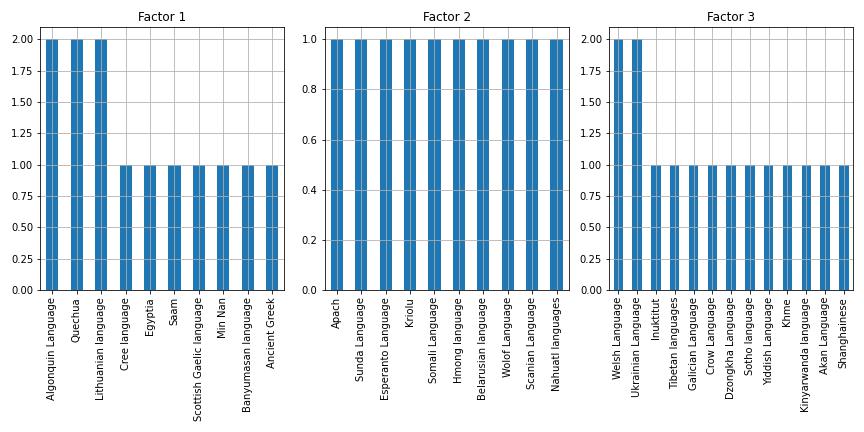 Factor 1
2.00
1.75
1.50
1.25
1.00
0.75
0.50
0.25
0.00
Algonquin Language
Quechua
Lithuanian language
Cree language
Egyptia
Saam
Scottish Gaelic language
Min Nan
Banyumasan language
Ancient Greek
Factor 2
1.0
0.8
0.6
0.4
0.2
0.0
Apach
Sunda Language
Esperanto Language
Kriolu
Somali Language
Hmong language
Belarusian language
Wolof Language
Scanian Language
Nahuatl languages
Factor 3
2.00
1.75
1.50
1.25
1.00
0.75
0.50
0.25
0.00
Welsh Language
Ukrainian Language
Inuktitut
Tibetan languages
Galician Language
Crow Language
Dzongkha Language
Sotho language
Yiddish Language
Khme
Kinyarwanda language
Akan Language
Shanghainese